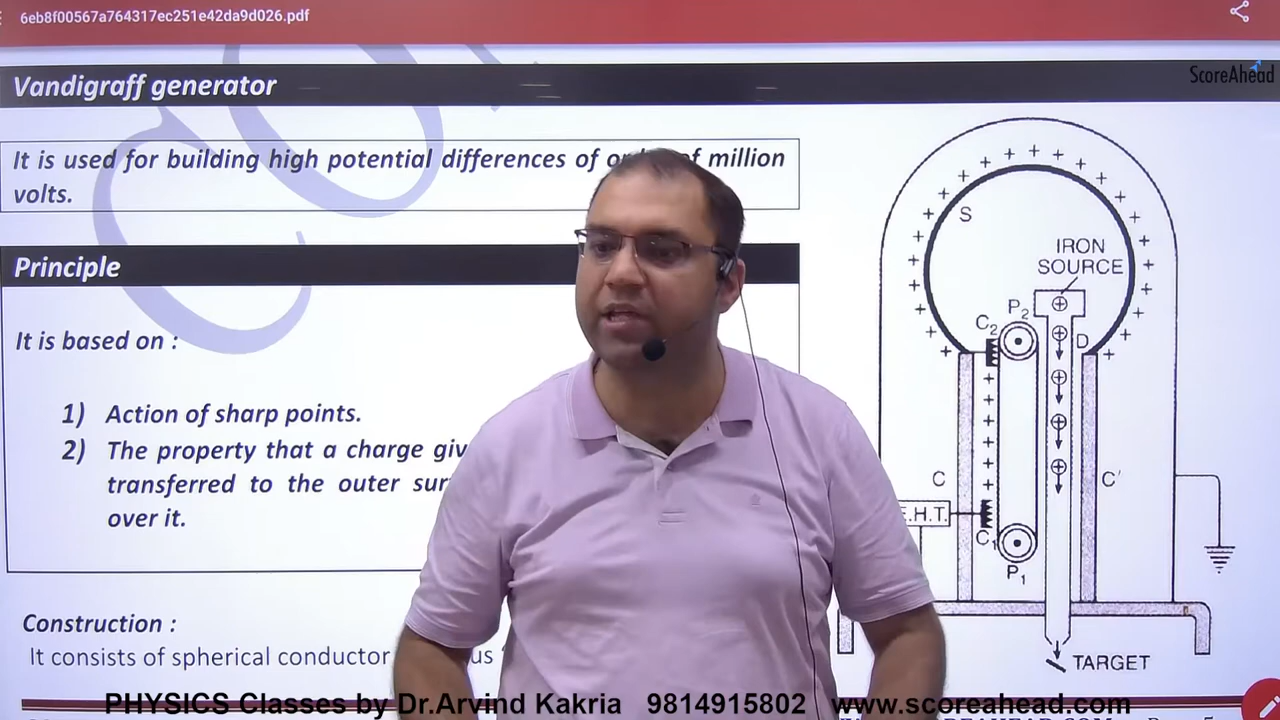 6eb8f00567a764317ec251e42da9d026.pdf
ScoreAhead
Vandigraff generator
It is used for building high potential differences of of million
volts.
Principle
It is based on :
1) Action of sharp points.
2) The property that a charge
transferred to the outer
over it.
Construction :
It consists of spherical conductor
S
IRON
SOURCE
P2
C2
D
C
C'
.H.T.
C1
P1
TARGET
PHYSICS Classes by Dr.Arvind Kakria 9814915802 www.scoreahead.com